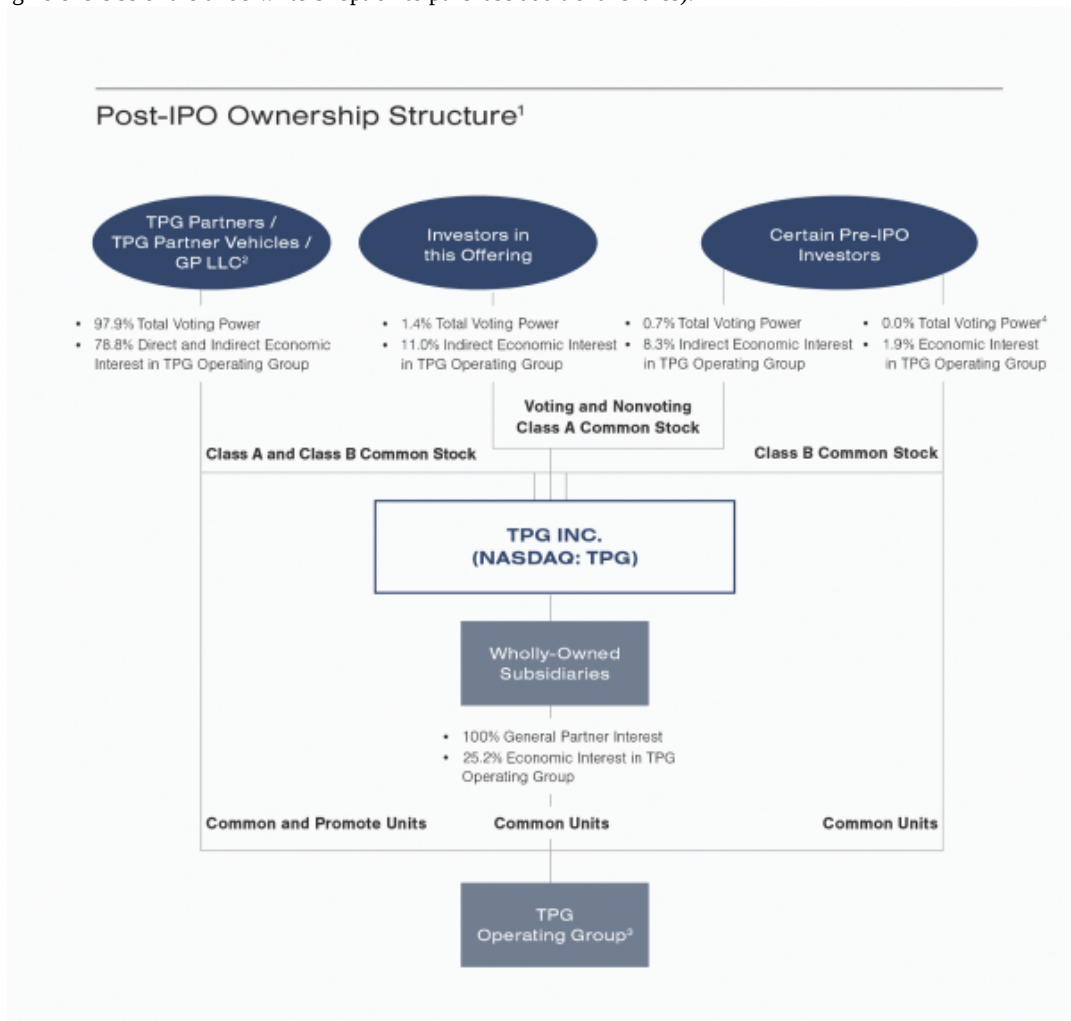 Post-IPO Ownership Structure¹
TPG Partners /
TPG Partner Vehicles /
GP LLC²
Investors in
this Offering
Certain Pre-IPO
Investors
• 97.9% Total Voting Power
• 78.8% Direct and Indirect Economic
Interest in TPG Operating Group
• 1.4% Total Voting Power
• 11.0% Indirect Economic Interest
in TPG Operating Group
• 0.7% Total Voting Power
• 8.3% Indirect Economic Interest
in TPG Operating Group
• 0.0% Total Voting Power⁴
• 1.9% Economic Interest
in TPG Operating Group
Voting and Nonvoting
Class A Common Stock
Class A and Class B Common Stock
Class B Common Stock
TPG INC.
(NASDAQ: TPG)
Wholly-Owned
Subsidiaries
• 100% General Partner Interest
• 25.2% Economic Interest in TPG
Operating Group
Common and Promote Units
Common Units
Common Units
TPG
Operating Group³